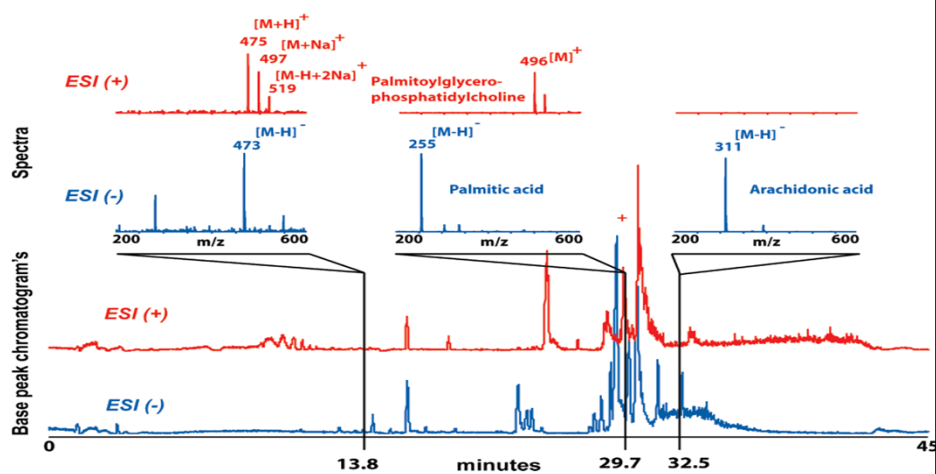 [M+H]+
475
[M+Na]+
497
[M-H+2Na]+
519
ESI (+)
Palmitoylglycero-
phosphatidylcholine
496 [M]+
Spectra
[M-H]-
473
ESI (-)
200 m/z 600
[M-H]-
255
Palmitic acid
200 m/z 600
[M-H]-
311
Arachidonic acid
200 m/z 600
+
Base peak chromatogram's
ESI (+)
ESI (-)
0 13.8 minutes 29.7 32.5 45